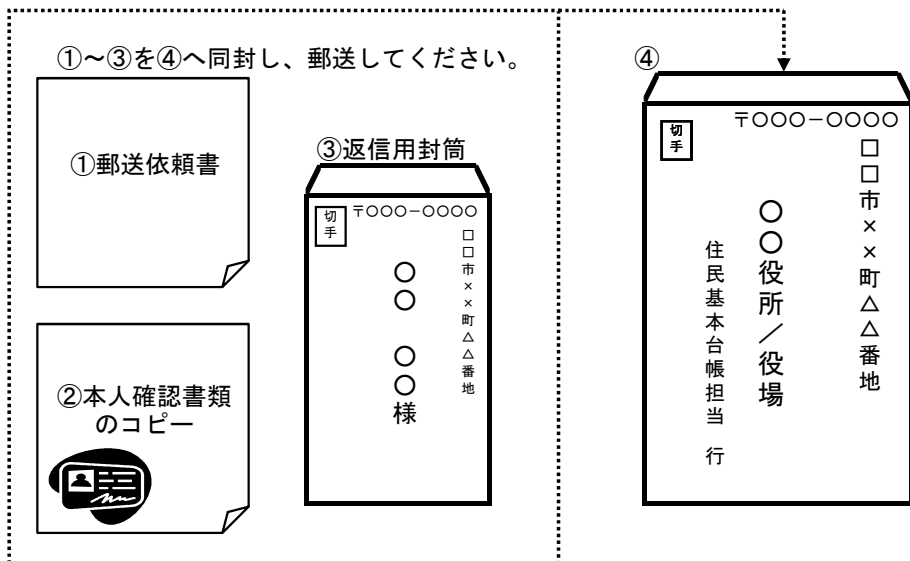 ①～③を④へ同封し、郵送してください。
①郵送依頼書
②本人確認書類
のコピー
③返信用封筒
切手
〒○○○－○○○○
□□市××町△△番地
○○　○○様
④
切手
〒○○○－○○○○
□□市××町△△番地
○○役所／役場
住民基本台帳担当　行